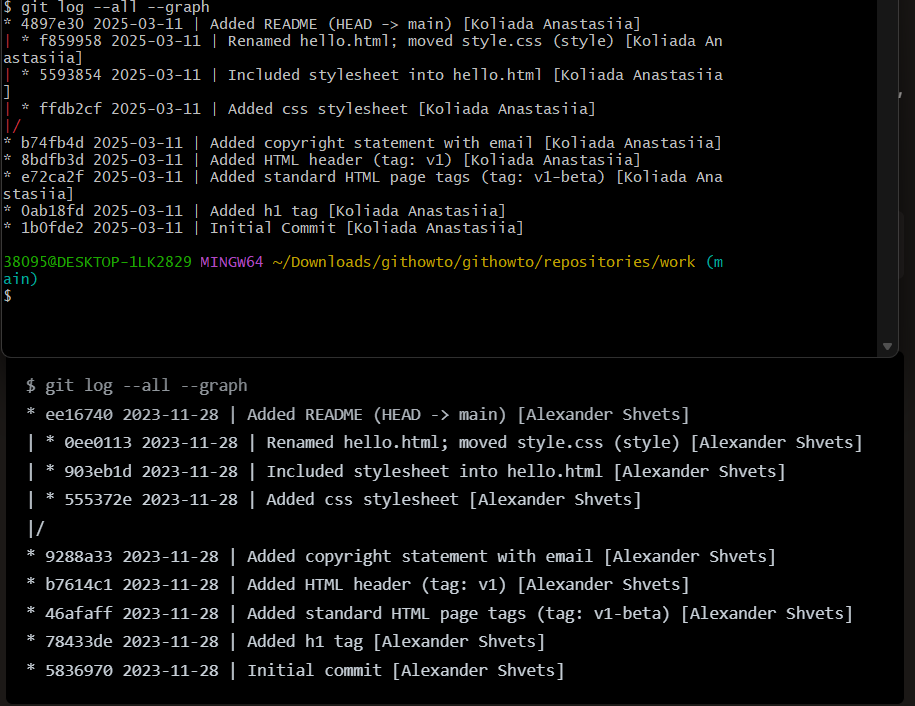 $ git log --all --graph
* 4897e30 2025-03-11 | Added README (HEAD -> main) [Koliada Anastasiia]
| * f859958 2025-03-11 | Renamed hello.html; moved style.css (style) [Koliada An
astasiia]
| * 5593854 2025-03-11 | Included stylesheet into hello.html [Koliada Anastasiia
]
| * ffdb2cf 2025-03-11 | Added css stylesheet [Koliada Anastasiia]
|/
* b74fb4d 2025-03-11 | Added copyright statement with email [Koliada Anastasiia]
* 8bdfb3d 2025-03-11 | Added HTML header (tag: v1) [Koliada Anastasiia]
* e72ca2f 2025-03-11 | Added standard HTML page tags (tag: v1-beta) [Koliada Ana
stasiia]
* 0ab18fd 2025-03-11 | Added h1 tag [Koliada Anastasiia]
* 1b0fde2 2025-03-11 | Initial Commit [Koliada Anastasiia]
38095@DESKTOP-1LK2829 MINGW64 ~/Downloads/githowto/githowto/repositories/work (m
ain)
$
$ git log --all --graph
* ee16740 2023-11-28 | Added README (HEAD -> main) [Alexander Shvets]
| * 0ee0113 2023-11-28 | Renamed hello.html; moved style.css (style) [Alexander Shvets]
| * 903eb1d 2023-11-28 | Included stylesheet into hello.html [Alexander Shvets]
| * 555372e 2023-11-28 | Added css stylesheet [Alexander Shvets]
|/
* 9288a33 2023-11-28 | Added copyright statement with email [Alexander Shvets]
* b7614c1 2023-11-28 | Added HTML header (tag: v1) [Alexander Shvets]
* 46afaff 2023-11-28 | Added standard HTML page tags (tag: v1-beta) [Alexander Shvets]
* 78433de 2023-11-28 | Added h1 tag [Alexander Shvets]
* 5836970 2023-11-28 | Initial commit [Alexander Shvets]